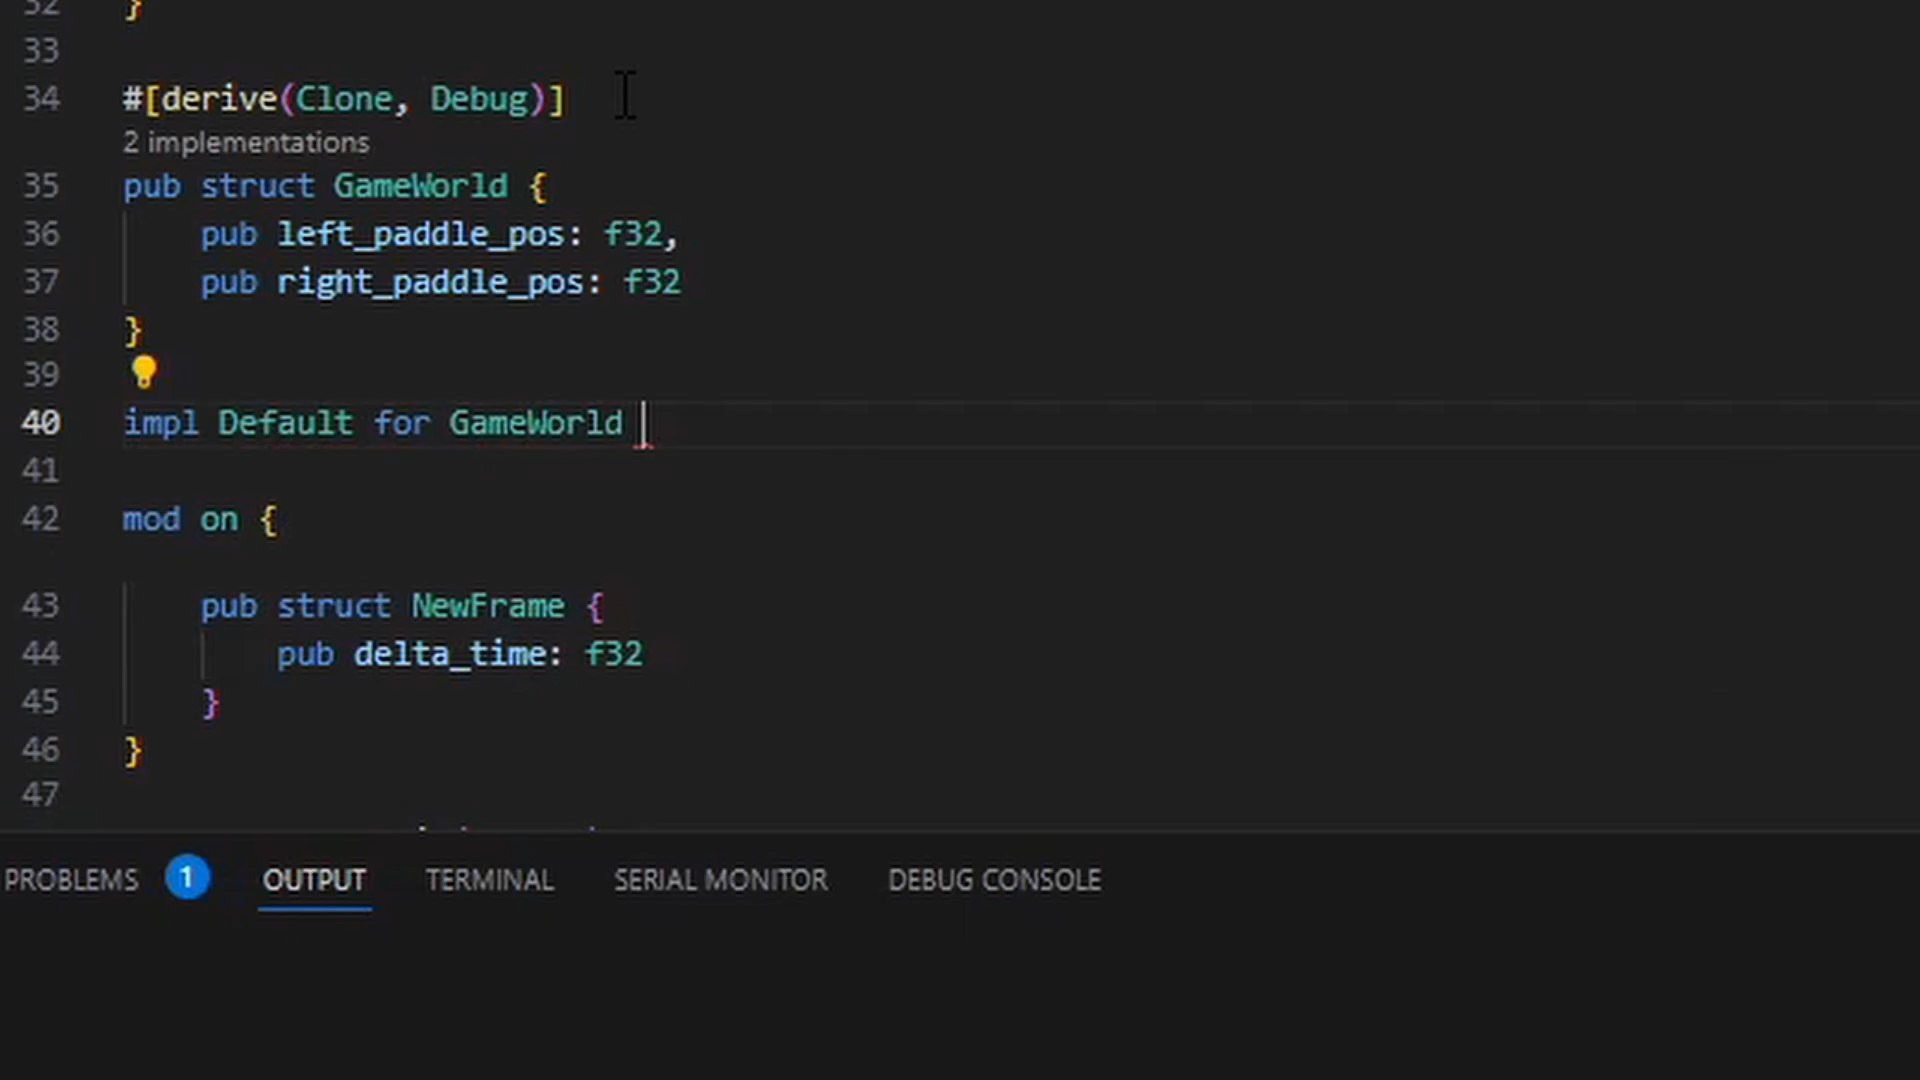 32 }
33
34 #[derive(Clone, Debug)]
2 implementations
35 pub struct GameWorld {
36 pub left_paddle_pos: f32,
37 pub right_paddle_pos: f32
38 }
39
40 impl Default for GameWorld
41
42 mod on {
43 pub struct NewFrame {
44 pub delta_time: f32
45 }
46 }
47
PROBLEMS 1 OUTPUT TERMINAL SERIAL MONITOR DEBUG CONSOLE